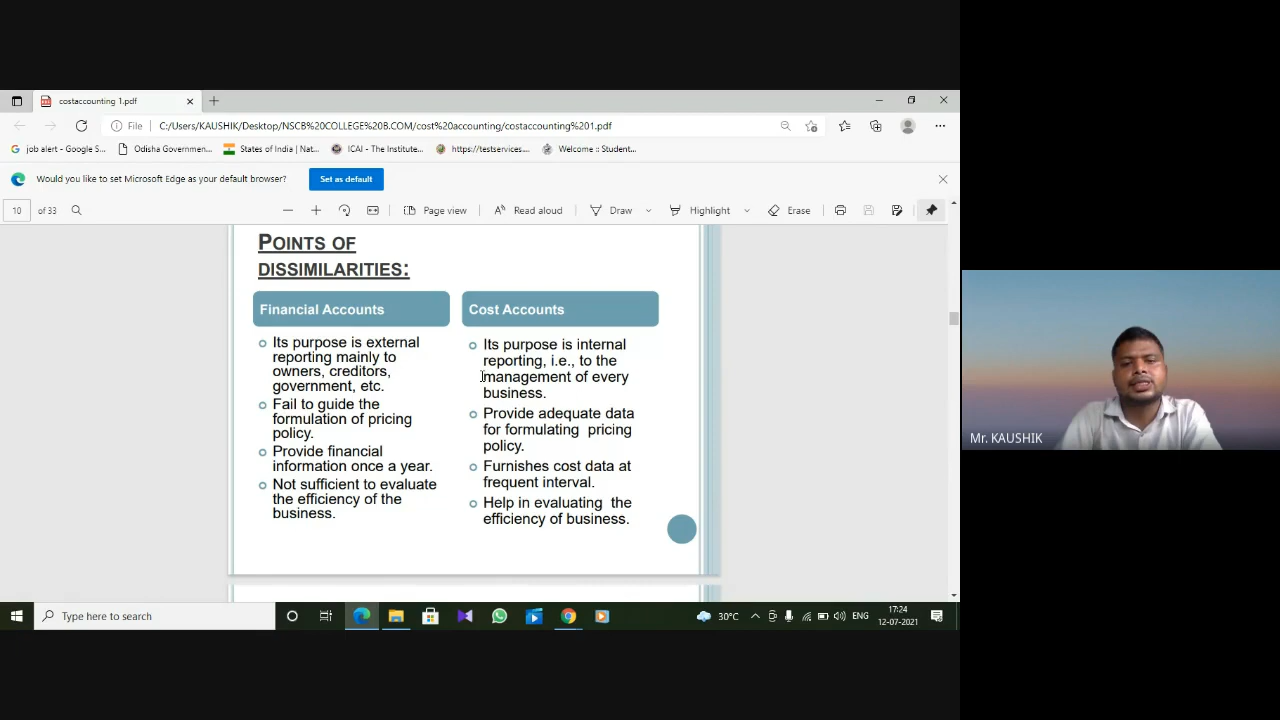 costaccounting 1.pdf
File
C:/Users/KAUSHIK/Desktop/NSCB%20COLLEGE%20B.COM/cost%20accounting/costaccounting%201.pdf
job alert - Google S...
Odisha Governmen...
States of India | Nat...
ICAI - The Institute...
https://testservices....
Welcome :: Student...
Would you like to set Microsoft Edge as your default browser?
Set as default
10
of 33
Page view
Read aloud
Draw
Highlight
Erase
POINTS OF
DISSIMILARITIES:
Financial Accounts
Its purpose is external
reporting mainly to
owners, creditors,
government, etc.
Fail to guide the
formulation of pricing
policy.
Provide financial
information once a year.
Not sufficient to evaluate
the efficiency of the
business.
Cost Accounts
Its purpose is internal
reporting, i.e., to the
management of every
business.
Provide adequate data
for formulating pricing
policy.
Furnishes cost data at
frequent interval.
Help in evaluating the
efficiency of business.
Mr. KAUSHIK
Type here to search
30°C
ENG
17:24
12-07-2021